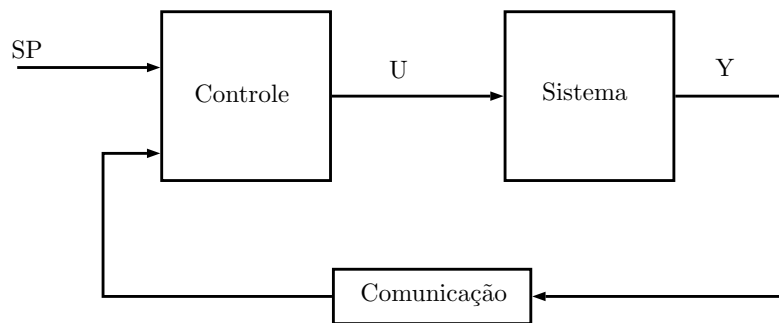 SP
Controle
U
Sistema
Y
Comunicação